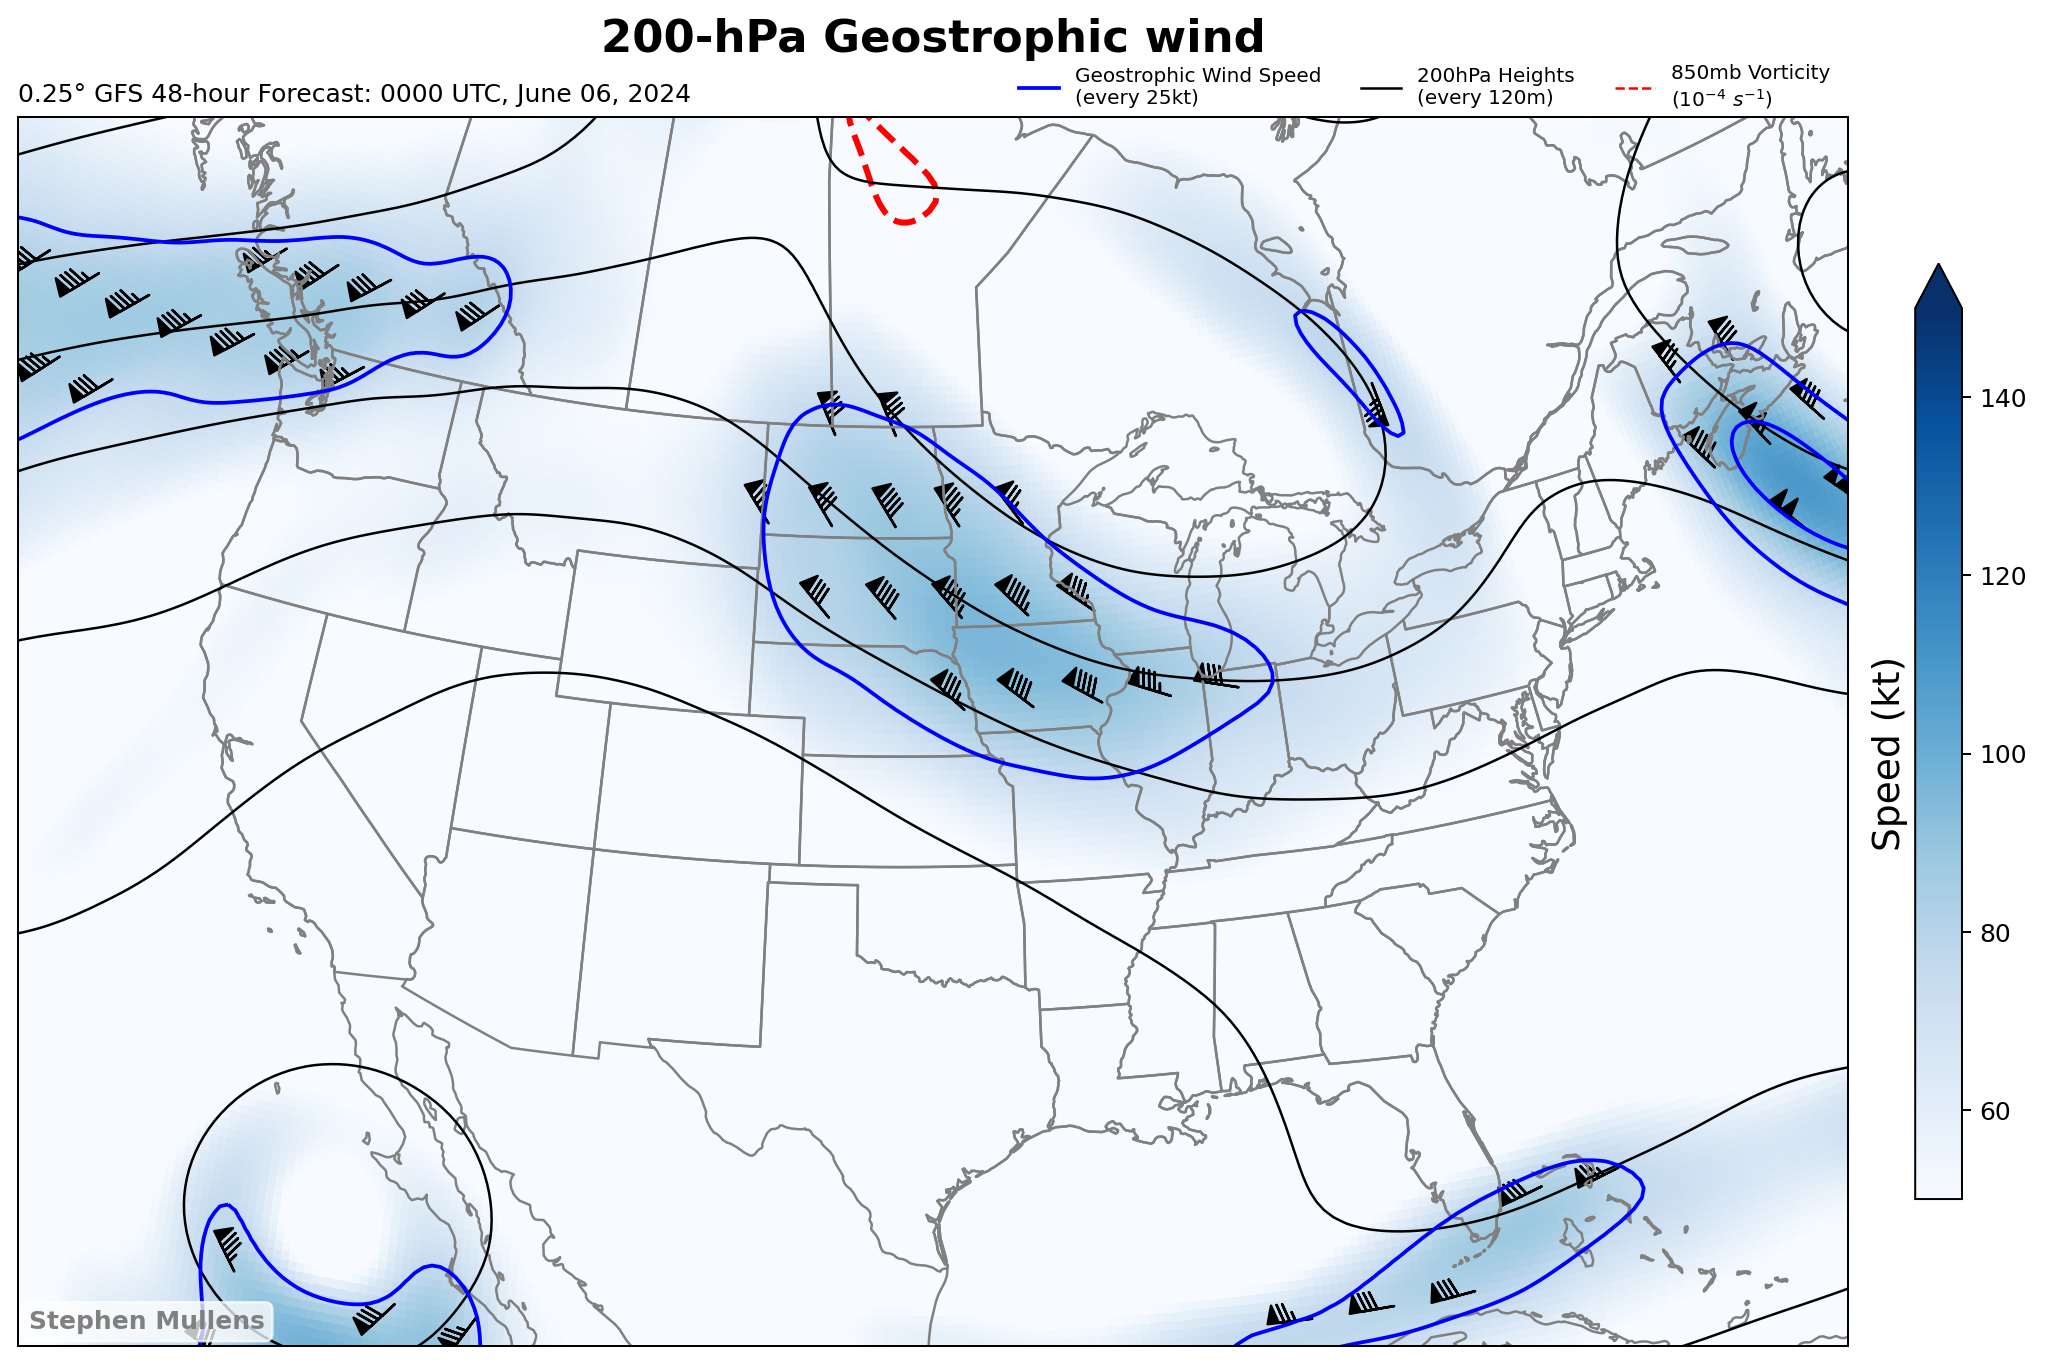 200-hPa Geostrophic wind
0.25° GFS 48-hour Forecast: 0000 UTC, June 06, 2024
Geostrophic Wind Speed
(every 25kt)
200hPa Heights
(every 120m)
850mb Vorticity
(10⁻⁴ s⁻¹)
140
120
100
80
60
Speed (kt)
Stephen Mullens